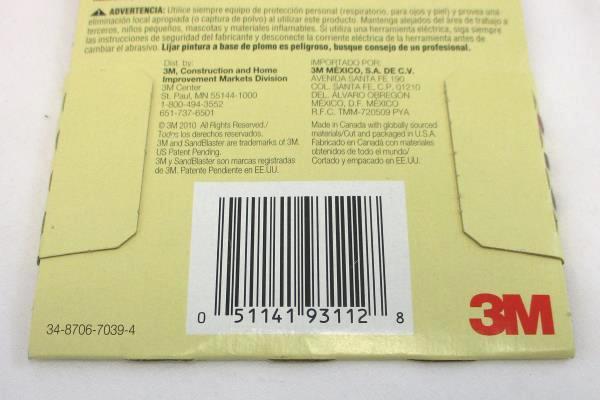 ADVERTENCIA: Utilice siempre equipo de protección personal (respiratorio, para ojos y piel) y provea una
eliminación local apropiada (o captura de polvo) al utilizar este producto. Mantenga alejados del área de trabajo a
terceros, niños pequeños, mascotas y materiales inflamables. Si utiliza una herramienta eléctrica, siga siempre
las instrucciones de seguridad del fabricante y desconecte la corriente eléctrica de la herramienta antes de
cambiar el abrasivo. Lijar pintura a base de plomo es peligroso, busque consejo de un profesional.
Dist. by:
3M, Construction and Home
Improvement Markets Division
3M Center
St. Paul, MN 55144-1000
1-800-494-3552
651-737-6501
© 3M 2010 All Rights Reserved./
Todos los derechos reservados.
3M and SandBlaster are trademarks of 3M.
US Patent Pending.
3M y SandBlaster son marcas registradas
de 3M. Patente Pendiente en EE.UU.
IMPORTADO POR:
3M MÉXICO, S.A. DE C.V.
AVENIDA SANTA FE 190
COL. SANTA FE, C.P. 01210
DEL. ALVARO OBREGÓN
MÉXICO, D.F. MÉXICO
R.F.C. TMM-720509 PYA
Made in Canada with globally sourced
materials/Cut and packaged in U.S.A.
Fabricado en Canadá con materiales
obtenidos de todo el mundo/
Cortado y empacado en EE.UU.
0 51141 93112 8
34-8706-7039-4
3M